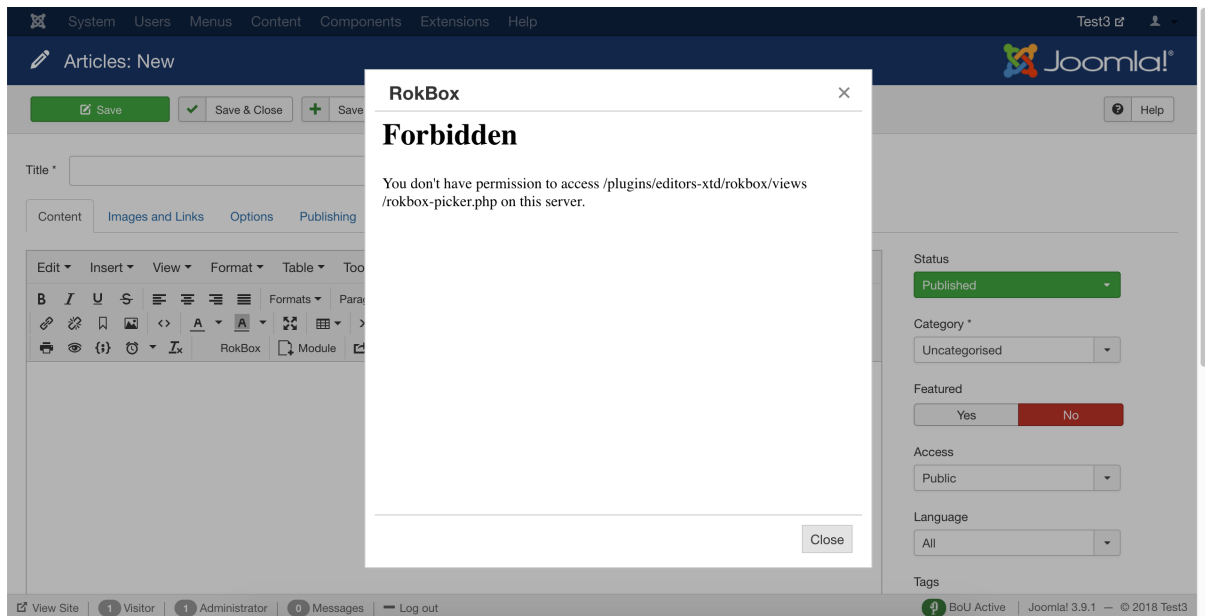 System Users Menus Content Components Extensions Help Test3
Articles: New Joomla!®
Save Save & Close Save Help
RokBox ×
Forbidden
You don't have permission to access /plugins/editors-xtd/rokbox/views
/rokbox-picker.php on this server.
Close
Title *
Content Images and Links Options Publishing
Edit Insert View Format Table Too
B I U S Formats Para
A A
Ix RokBox Module
Status
Published
Category *
Uncategorised
Featured
Yes No
Access
Public
Language
All
Tags
View Site 1 Visitor 1 Administrator 0 Messages Log out BoU Active Joomla! 3.9.1 — © 2018 Test3